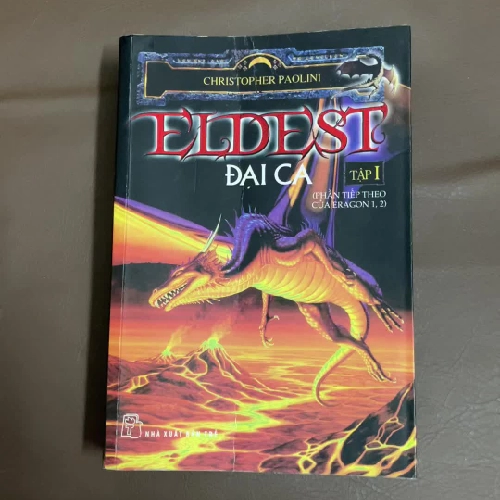 CHRISTOPHER PAOLINI
ELDEST
ĐẠI CA
TẬP I
(PHẦN TIẾP THEO
CỦA ERAGON 1, 2)
NHÀ XUẤT BẢN TRẺ